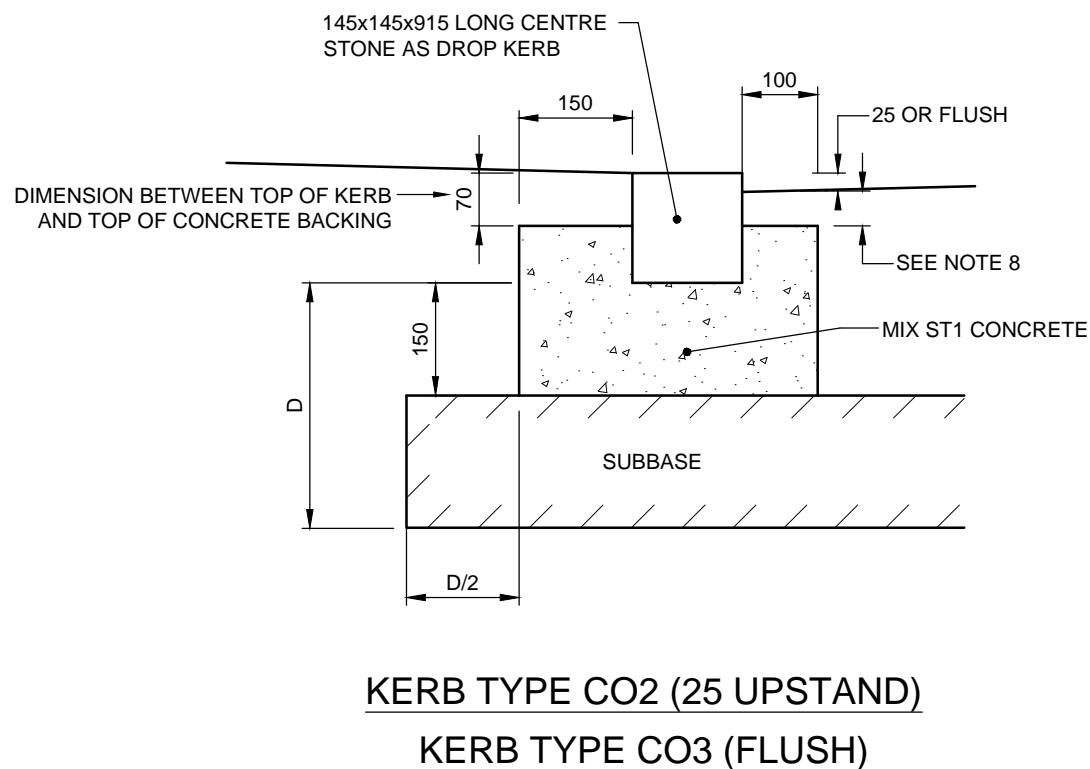 145x145x915 LONG CENTRE
STONE AS DROP KERB
150
100
25 OR FLUSH
DIMENSION BETWEEN TOP OF KERB
AND TOP OF CONCRETE BACKING
70
SEE NOTE 8
150
MIX ST1 CONCRETE
D
SUBBASE
D/2
KERB TYPE CO2 (25 UPSTAND)
KERB TYPE CO3 (FLUSH)